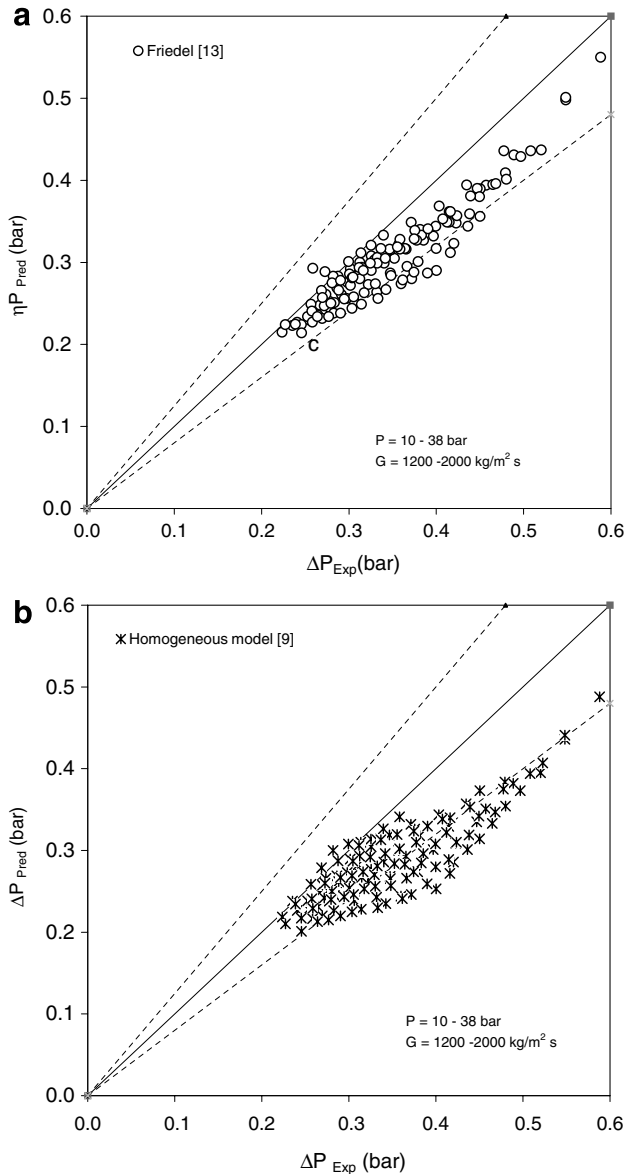 a
0.6
0.5
0.4
0.3
0.2
0.1
0.0
ηP Pred (bar)
Friedel [13]
C
P = 10 - 38 bar
G = 1200 -2000 kg/m² s
0.0 0.1 0.2 0.3 0.4 0.5 0.6
ΔP Exp (bar)
b
0.6
0.5
0.4
0.3
0.2
0.1
0.0
ΔP Pred (bar)
Homogeneous model [9]
P = 10 - 38 bar
G = 1200 -2000 kg/m² s
0.0 0.1 0.2 0.3 0.4 0.5 0.6
ΔP Exp (bar)